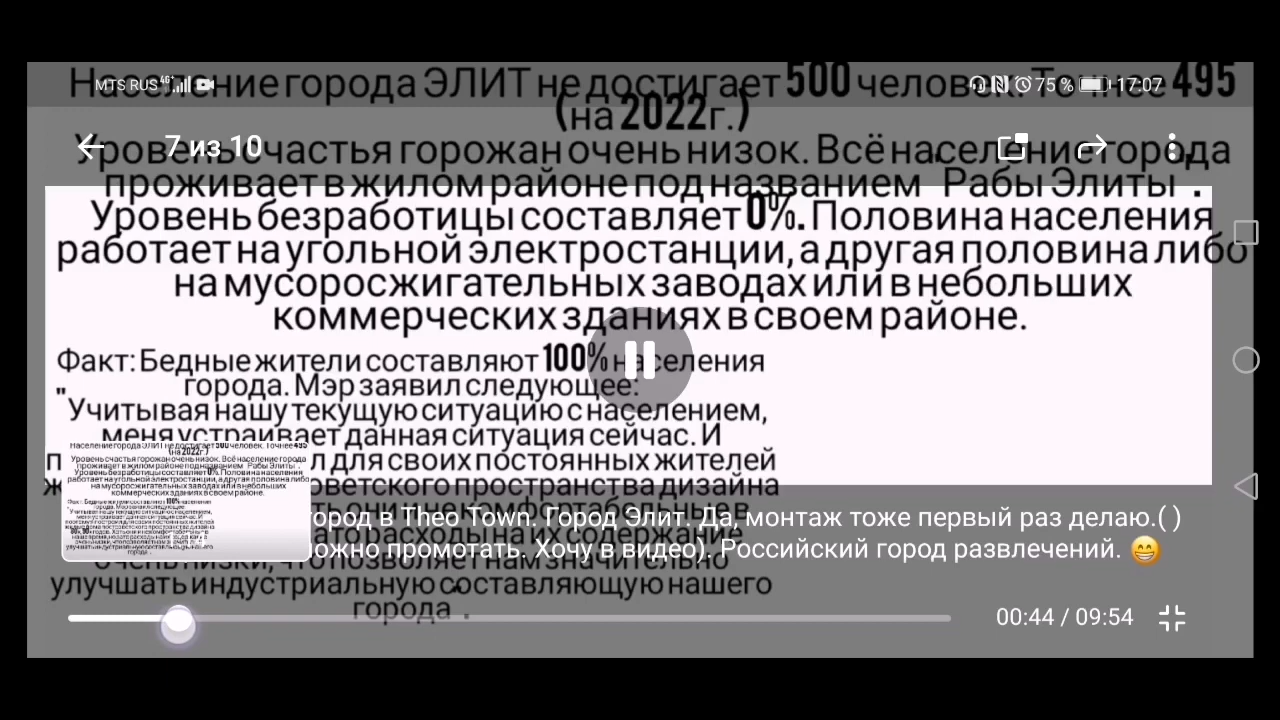 MTS RUS 4G+ 75 % 17:07
Население города ЭЛИТ не достигает 500 человек. Точнее 495
(на 2022г.)
7 из 10
Уровень счастья горожан очень низок. Всё население города
проживает в жилом районе под названием "Рабы Элиты".
Уровень безработицы составляет 0%. Половина населения
работает на угольной электростанции, а другая половина либо
на мусоросжигательных заводах или в небольших
коммерческих зданиях в своем районе.
Факт: Бедные жители составляют 100% населения
города. Мэр заявил следующее:
"Учитывая нашу текущую ситуацию с населением,
меня устраивает данная ситуация сейчас. И
п л для своих постоянных жителей
ж оветского пространства дизайна
город в Theo Town. Город Элит. Да, монтаж тоже первый раз делаю.( )
можно промотать. Хочу в видео). Российский город развлечений. 😁
очень низки, что позволяет нам значительно
улучшать индустриальную составляющую нашего
города".
00:44 / 09:54